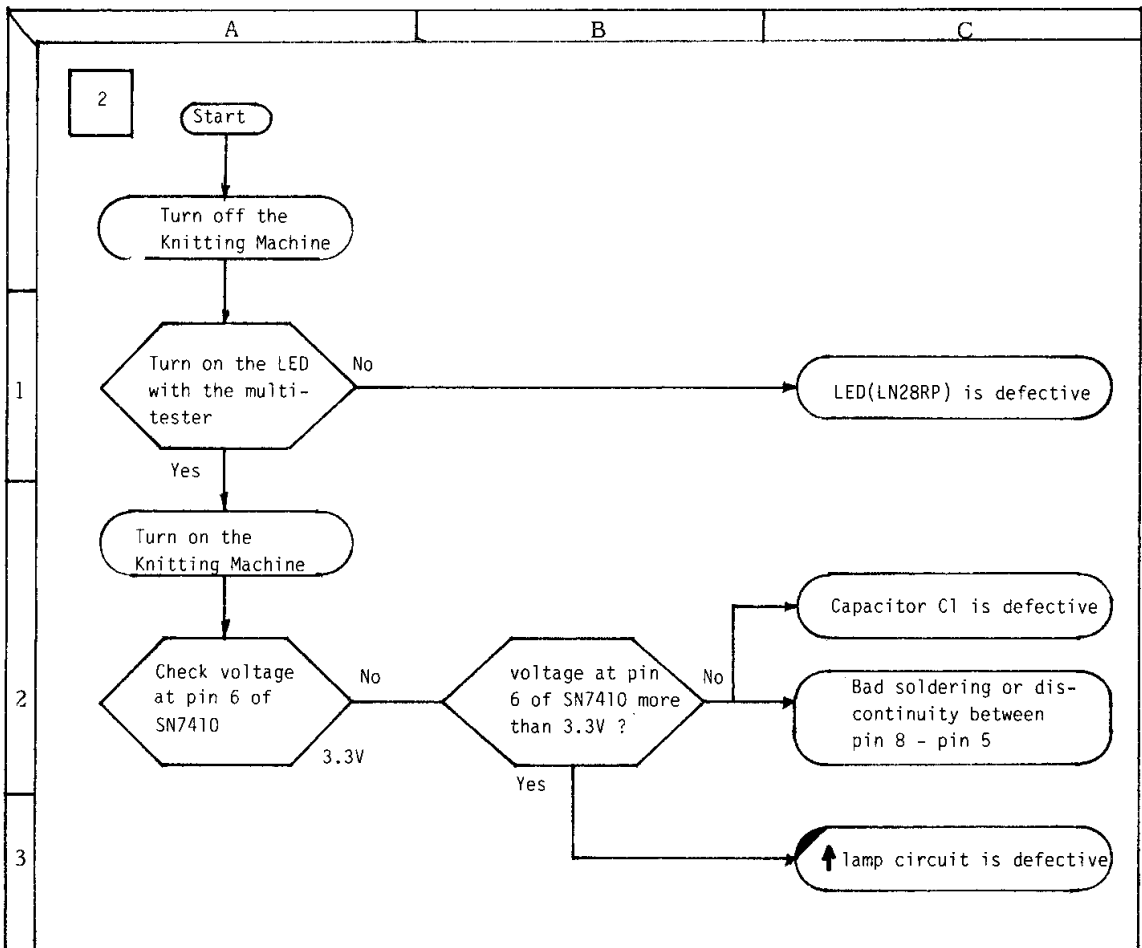 A
B
C
2
Start
Turn off the
Knitting Machine
1
Turn on the LED
with the multi-
tester
No
LED(LN28RP) is defective
Yes
Turn on the
Knitting Machine
Capacitor C1 is defective
2
Check voltage
at pin 6 of
SN7410
No
3.3V
voltage at pin
6 of SN7410 more
than 3.3V ?
No
Bad soldering or dis-
continuity between
pin 8 - pin 5
Yes
3
↑ lamp circuit is defective